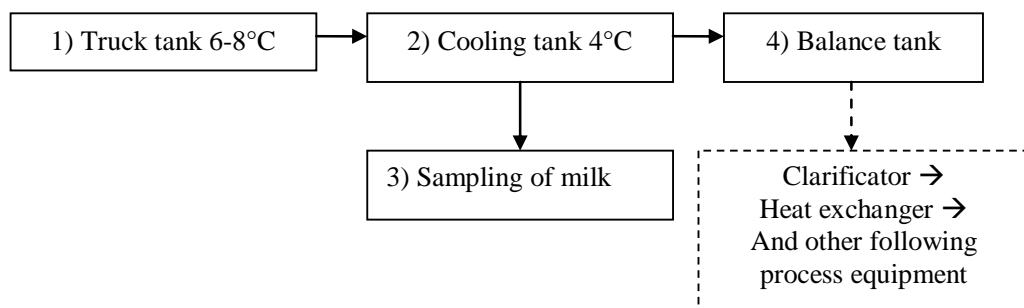 1) Truck tank 6-8°C
2) Cooling tank 4°C
4) Balance tank
3) Sampling of milk
Clarificator →
Heat exchanger →
And other following
process equipment